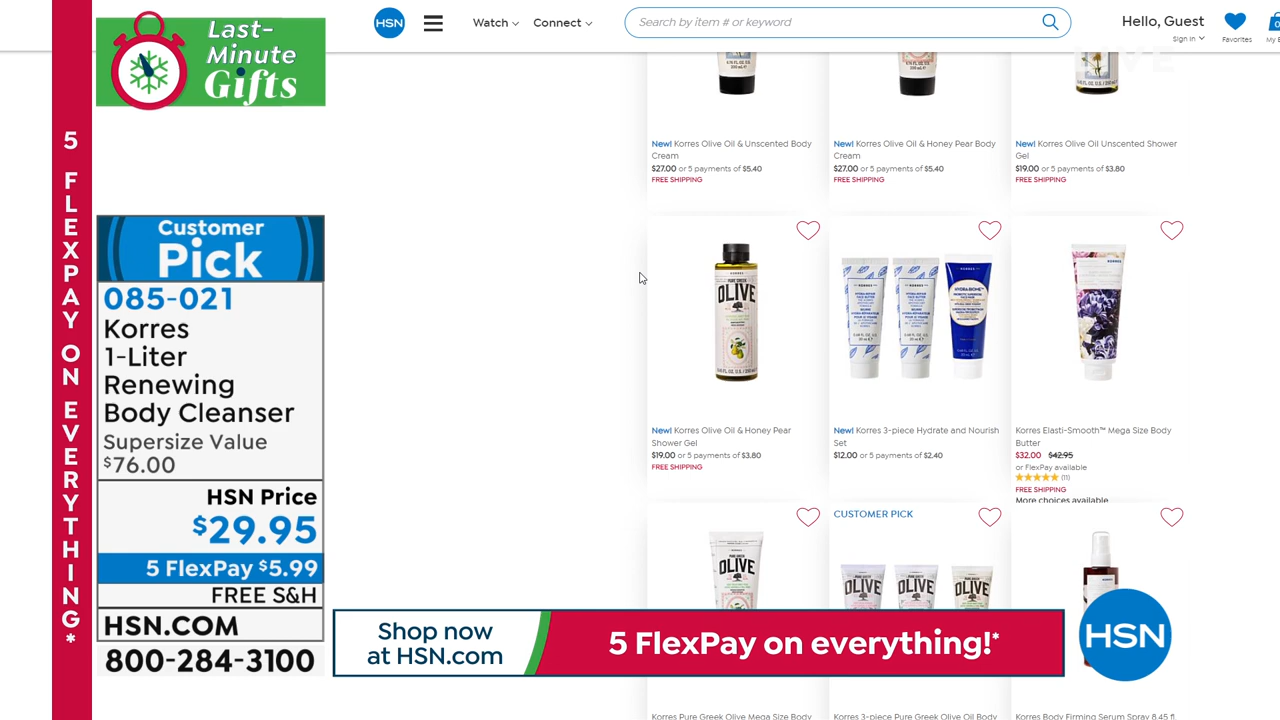 5 FLEXPAY ON EVERYTHING*
Last-
Minute
Gifts
HSN
Watch
Connect
Search by item # or keyword
Hello, Guest
Sign In
Favorites
LIVE
New! Korres Olive Oil & Unscented Body
Cream
$27.00 or 5 payments of $5.40
FREE SHIPPING
New! Korres Olive Oil & Honey Pear Body
Cream
$27.00 or 5 payments of $5.40
FREE SHIPPING
New! Korres Olive Oil Unscented Shower
Gel
$19.00 or 5 payments of $3.80
FREE SHIPPING
Customer
Pick
085-021
Korres
1-Liter
Renewing
Body Cleanser
Supersize Value
$76.00
HSN Price
$29.95
5 FlexPay $5.99
FREE S&H
HSN.COM
800-284-3100
PURE GREEK
OLIVE
KORRES
New! Korres Olive Oil & Honey Pear
Shower Gel
$19.00 or 5 payments of $3.80
FREE SHIPPING
New! Korres 3-piece Hydrate and Nourish
Set
$12.00 or 5 payments of $2.40
Korres Elasti-Smooth™ Mega Size Body
Butter
$32.00 $42.95
or FlexPay available
(11)
FREE SHIPPING
More choices available
CUSTOMER PICK
OLIVE
OLIVE
OLIVE
OLIVE
KORRES
Shop now
at HSN.com
5 FlexPay on everything!*
HSN
Korres Pure Greek Olive Mega Size Body
Korres 3-piece Pure Greek Olive Oil Body
Korres Body Firming Serum Spray 8.45 fl.